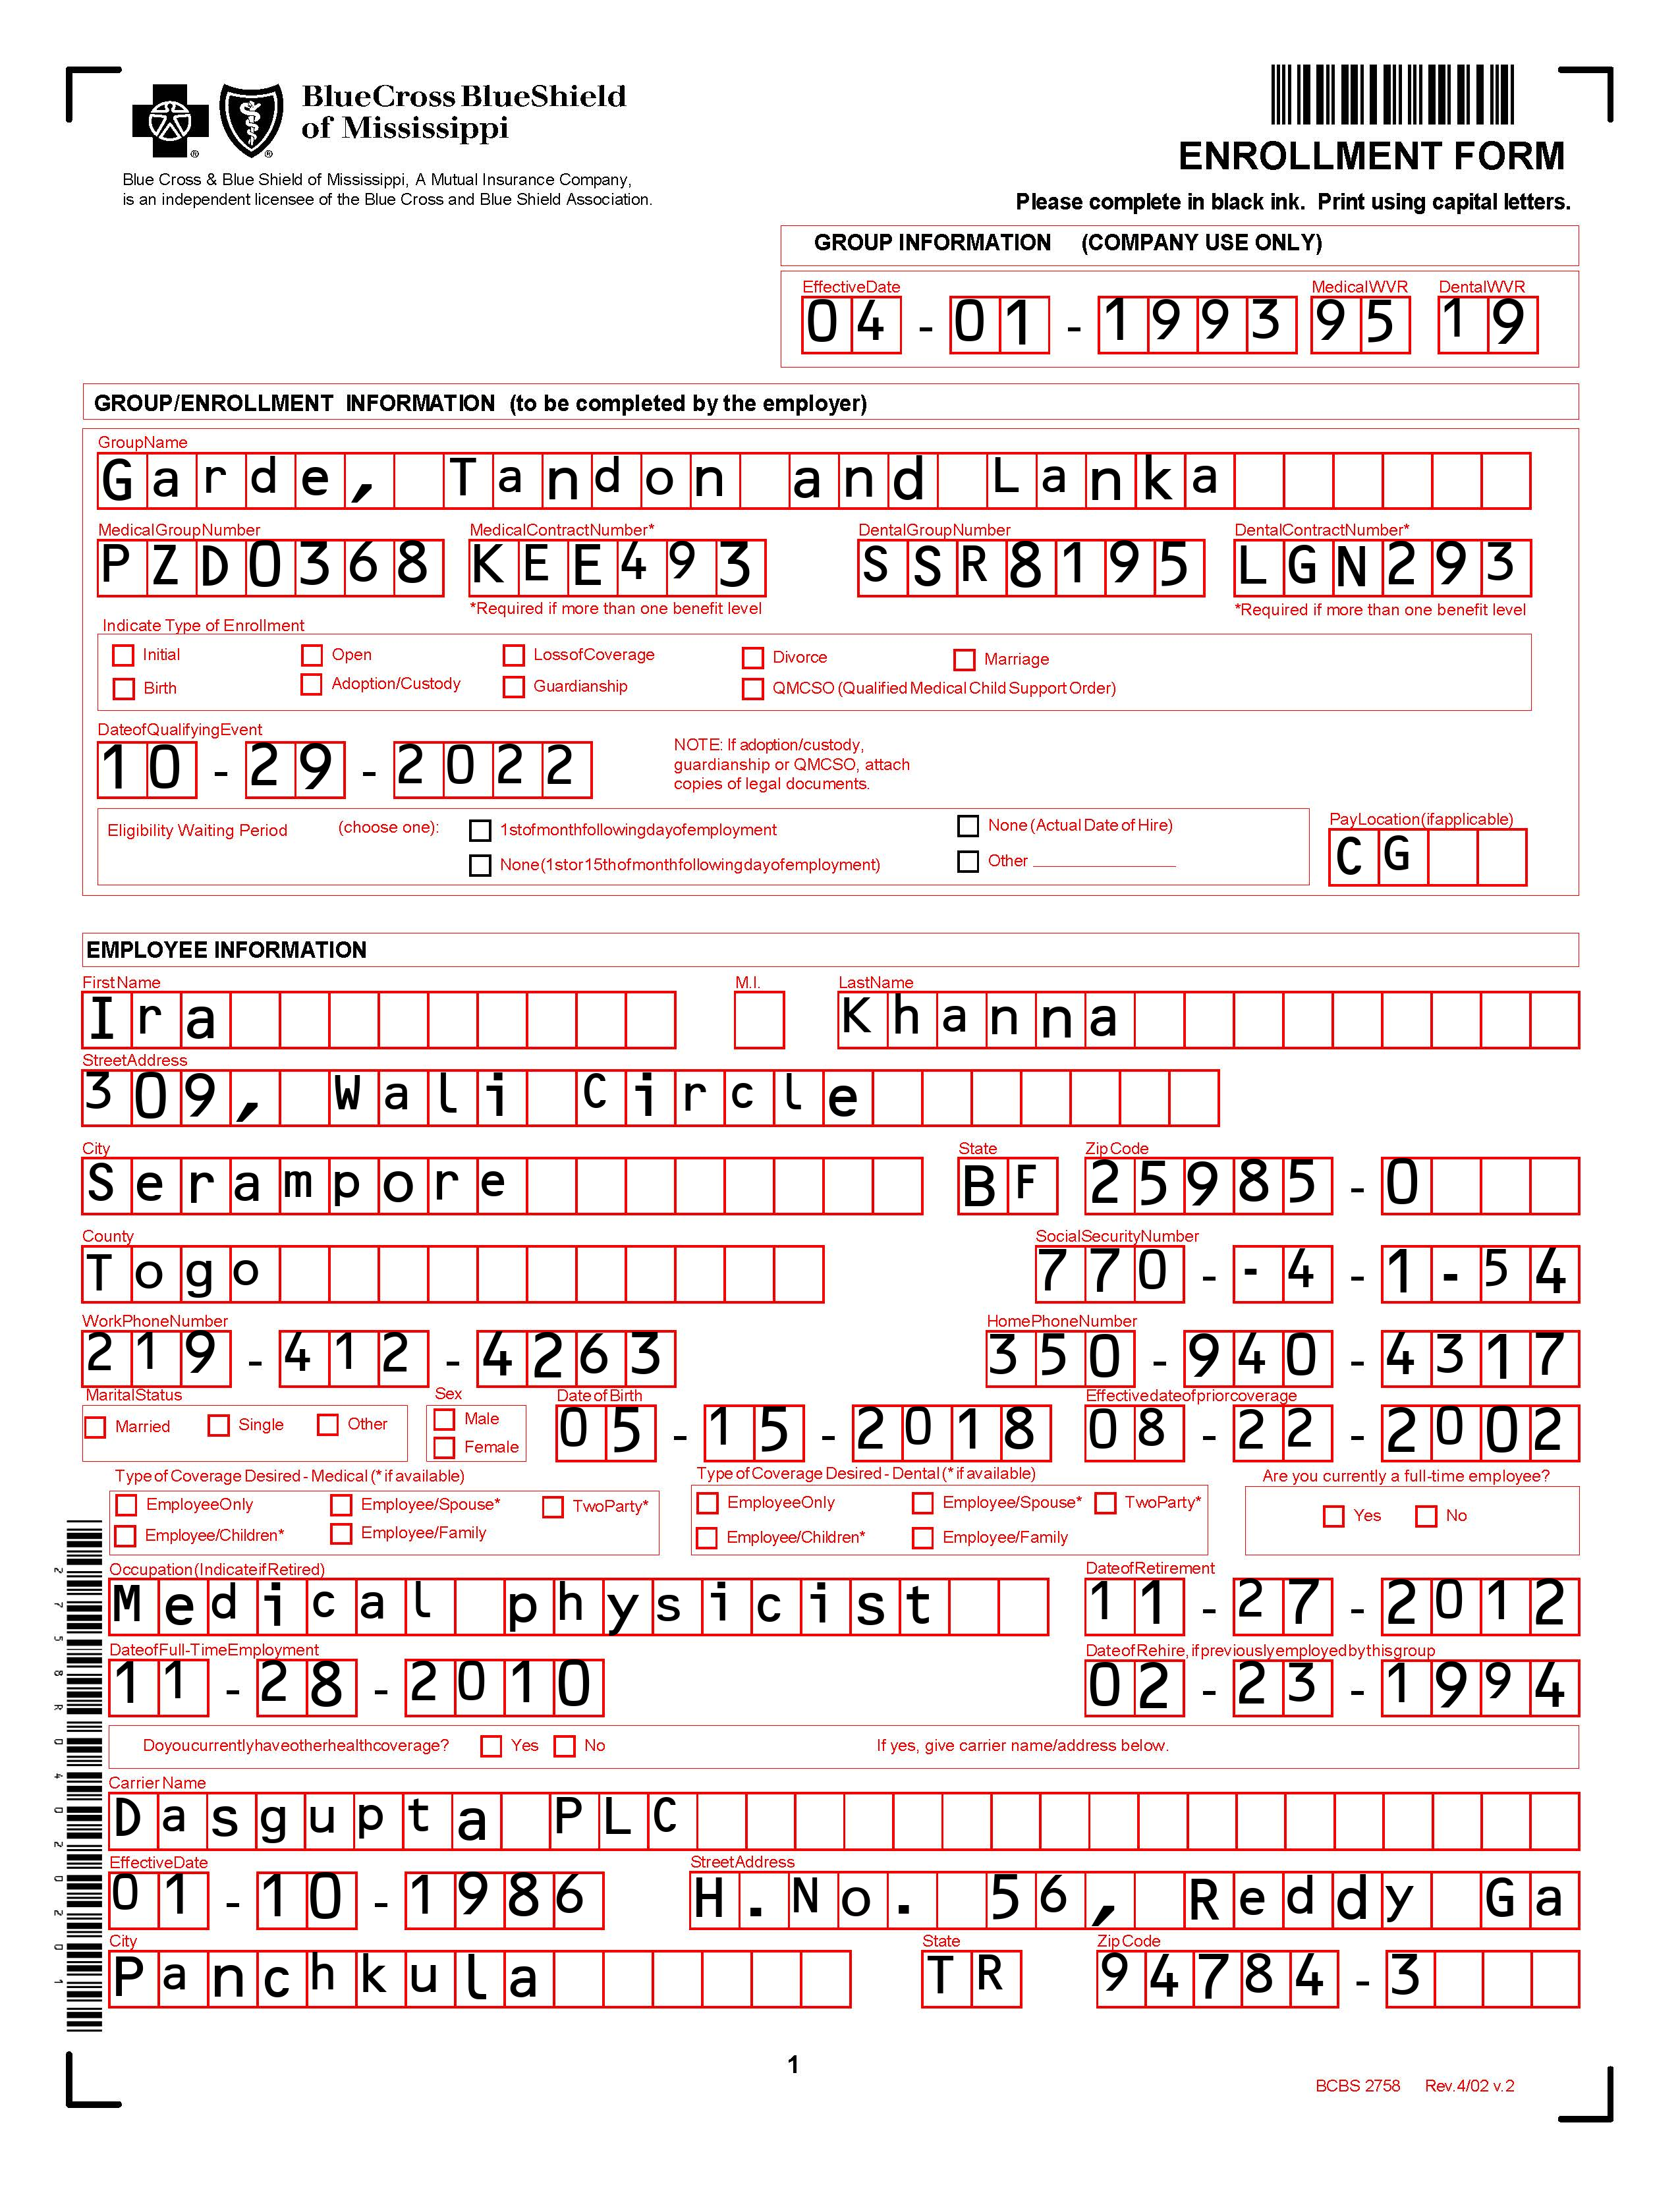 BlueCross BlueShield
of Mississippi
Blue Cross & Blue Shield of Mississippi, A Mutual Insurance Company,
is an independent licensee of the Blue Cross and Blue Shield Association.
ENROLLMENT FORM
Please complete in black ink. Print using capital letters.
GROUP INFORMATION (COMPANY USE ONLY)
EffectiveDate MedicalWVR DentalWVR
04-01-1993 95 19
GROUP/ENROLLMENT INFORMATION (to be completed by the employer)
GroupName
Garde, Tandon and Lanka
MedicalGroupNumber MedicalContractNumber* DentalGroupNumber DentalContractNumber*
PZD0368 KEE493 SSR8195 LGN293
*Required if more than one benefit level *Required if more than one benefit level
Indicate Type of Enrollment
Initial Open LossofCoverage Divorce Marriage
Birth Adoption/Custody Guardianship QMCSO (Qualified Medical Child Support Order)
DateofQualifyingEvent
10-29-2022
NOTE: If adoption/custody,
guardianship or QMCSO, attach
copies of legal documents.
Eligibility Waiting Period (choose one): 1stofmonthfollowingdayofemployment None (Actual Date of Hire) PayLocation(ifapplicable)
None(1stor15thofmonthfollowingdayofemployment) Other CG
EMPLOYEE INFORMATION
FirstName M.I. LastName
Ira Khanna
StreetAddress
309, Wali Circle
City State Zip Code
Serampore BF 25985-0
County SocialSecurityNumber
Togo 770--4-1-54
WorkPhoneNumber HomePhoneNumber
219-412-4263 350-940-4317
MaritalStatus Sex Date of Birth Effectivedateofpriorcoverage
Married Single Other Male Female 05-15-2018 08-22-2002
Type of Coverage Desired - Medical (* if available) Type of Coverage Desired - Dental (* if available) Are you currently a full-time employee?
EmployeeOnly Employee/Spouse* TwoParty* EmployeeOnly Employee/Spouse* TwoParty* Yes No
Employee/Children* Employee/Family Employee/Children* Employee/Family
Occupation (IndicateifRetired) DateofRetirement
Medical physicist 11-27-2012
DateofFull-TimeEmployment DateofRehire, ifpreviouslyemployedbythisgroup
11-28-2010 02-23-1994
Doyoucurrentlyhaveotherhealthcoverage? Yes No If yes, give carrier name/address below.
Carrier Name
Dasgupta PLC
EffectiveDate StreetAddress
01-10-1986 H.No. 56, Reddy Ga
City State Zip Code
Panchkula TR 94784-3
2758R04020201
1
BCBS 2758 Rev.4/02 v.2